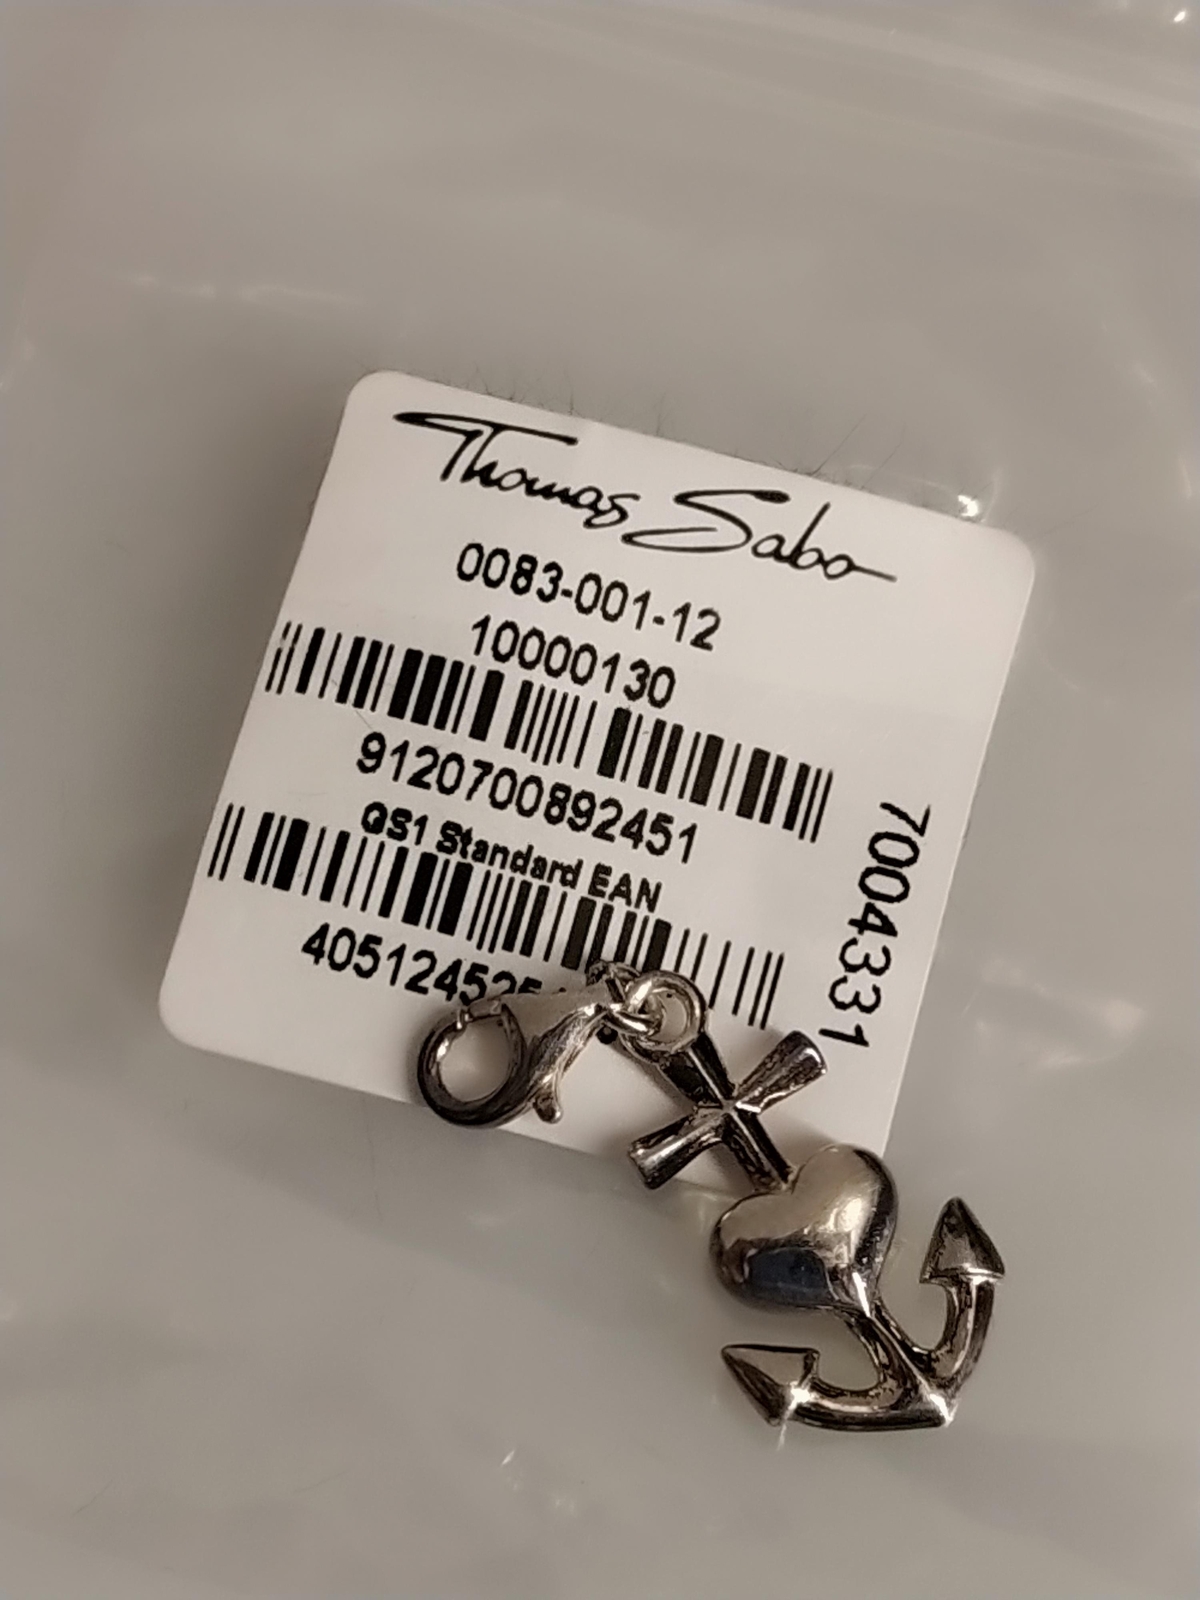 Thomas Sabo
0083-001-12
10000130
9120700892451
GS1 Standard EAN
7004331